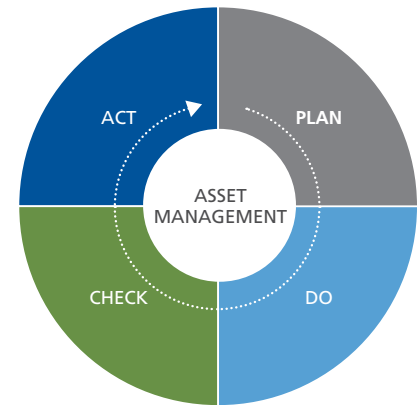 ACT
PLAN
ASSET
MANAGEMENT
CHECK
DO